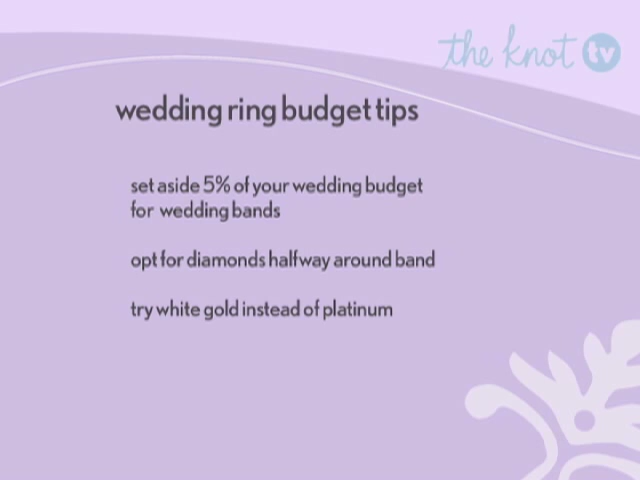 the knot tv
wedding ring budget tips
set aside 5% of your wedding budget
for wedding bands
opt for diamonds halfway around band
try white gold instead of platinum